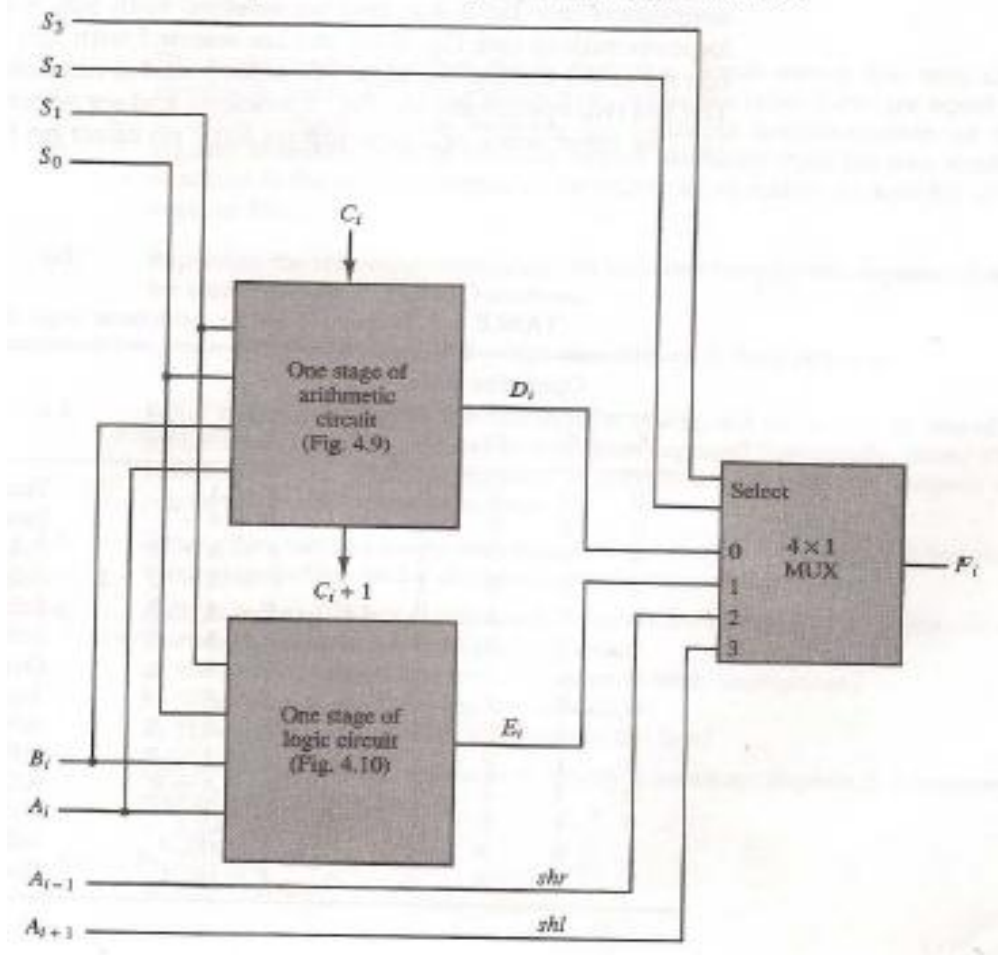 S₃
S₂
S₁
S₀
Cᵢ
One stage of
arithmetic
circuit
(Fig. 4.9)
Dᵢ
Select
0
4×1
MUX
1
2
3
Fᵢ
Cᵢ + 1
One stage of
logic circuit
(Fig. 4.10)
Eᵢ
Bᵢ
Aᵢ
Aᵢ₋₁
shr
Aᵢ₊₁
shl